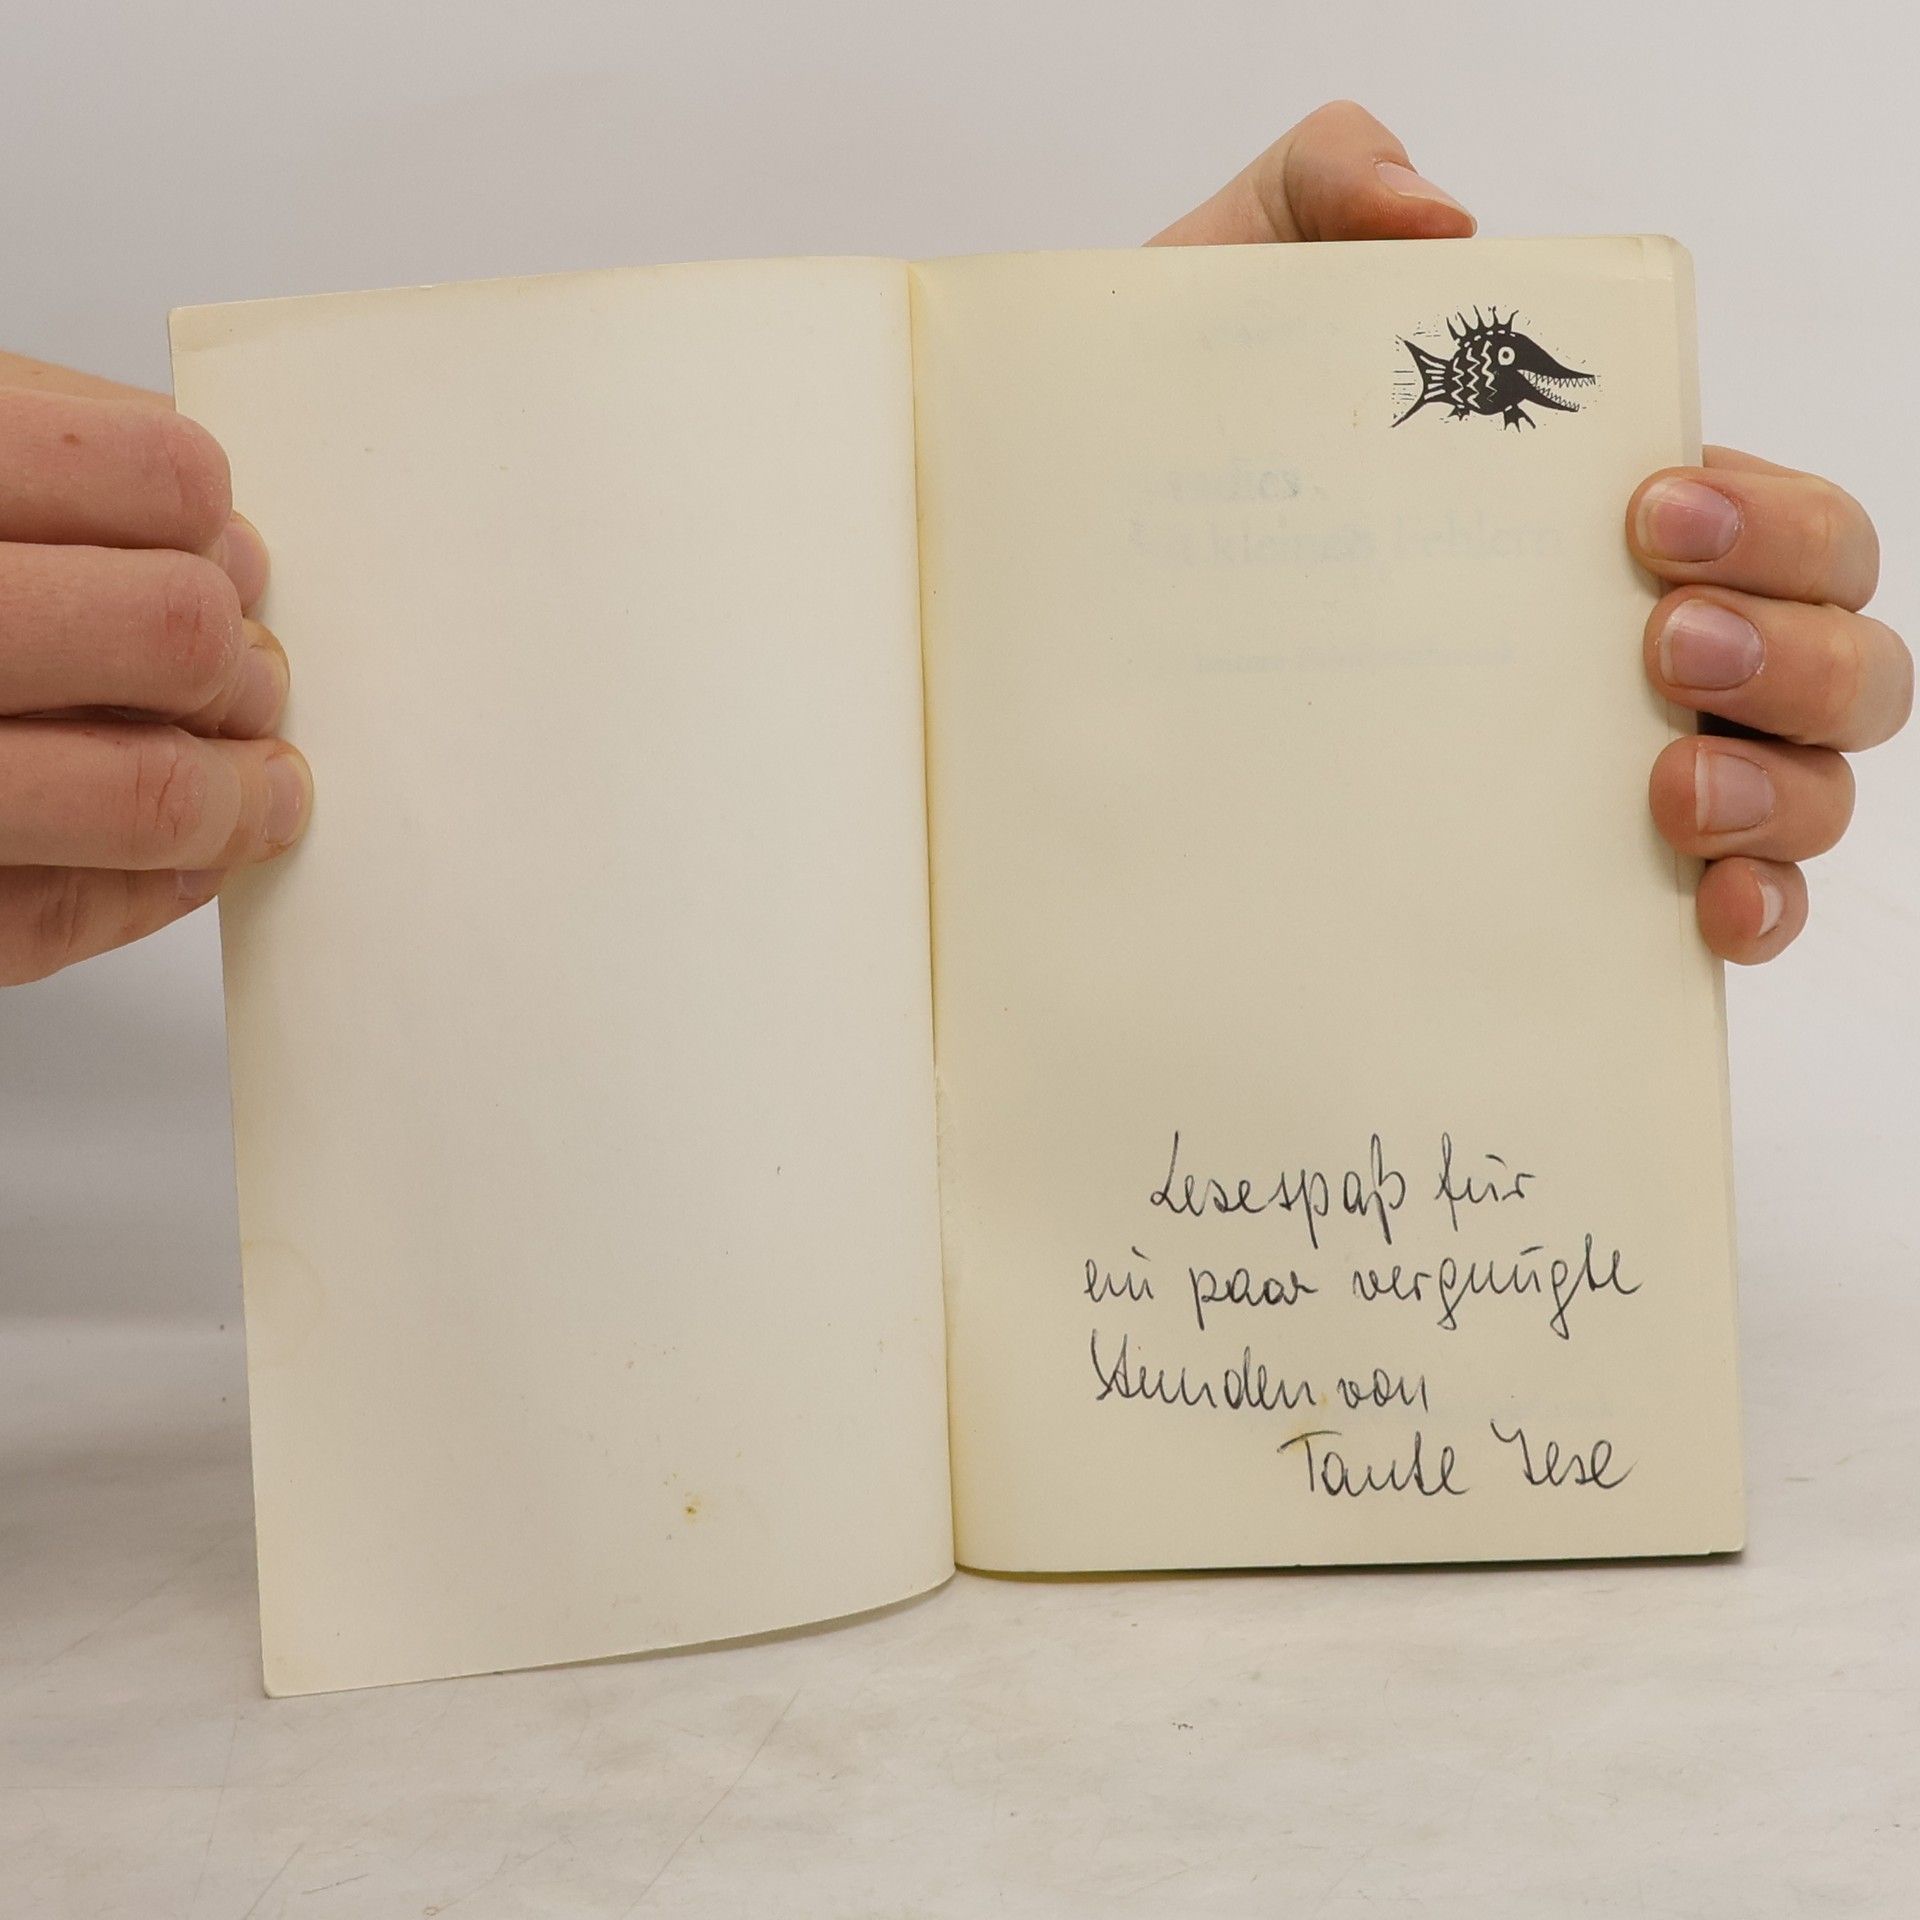 Lesespaß für
ein paar vergnügte
Stunden von
Tante Ilse